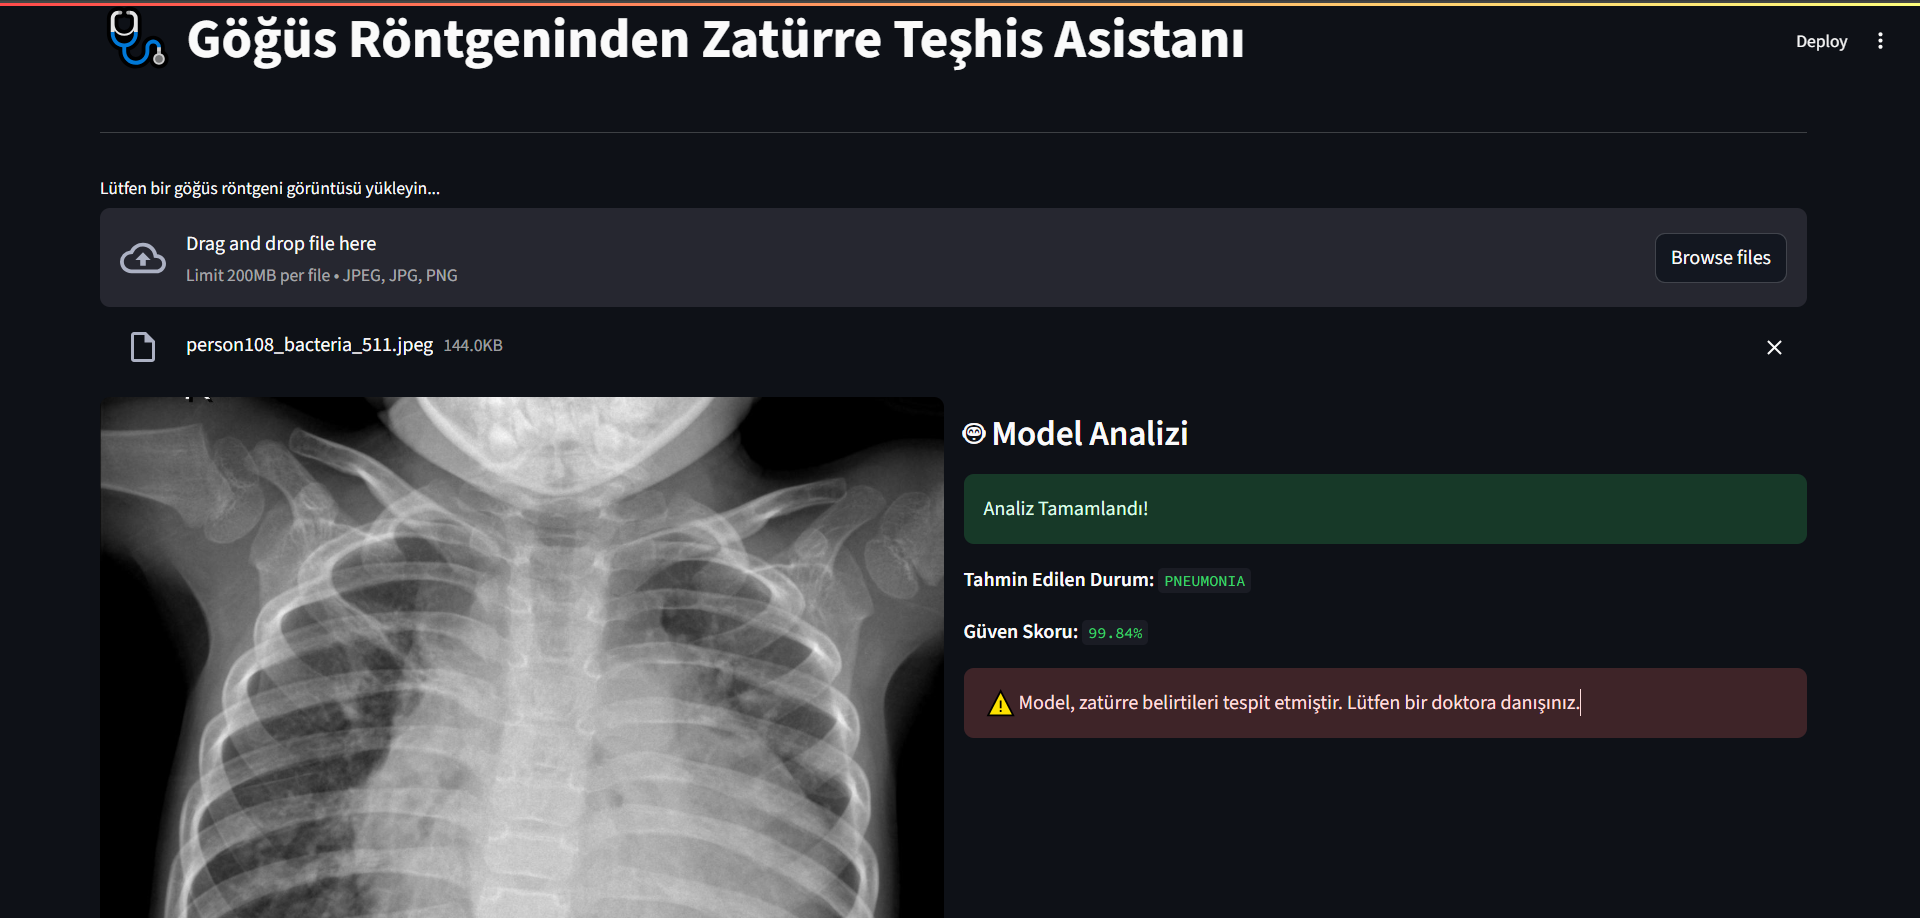 Göğüs Röntgeninden Zatürre Teşhis Asistanı
Deploy
Lütfen bir göğüs röntgeni görüntüsü yükleyin...
Drag and drop file here
Limit 200MB per file • JPEG, JPG, PNG
Browse files
person108_bacteria_511.jpeg 144.0KB
Model Analizi
Analiz Tamamlandı!
Tahmin Edilen Durum: PNEUMONIA
Güven Skoru: 99.84%
Model, zatürre belirtileri tespit etmiştir. Lütfen bir doktora danışınız.